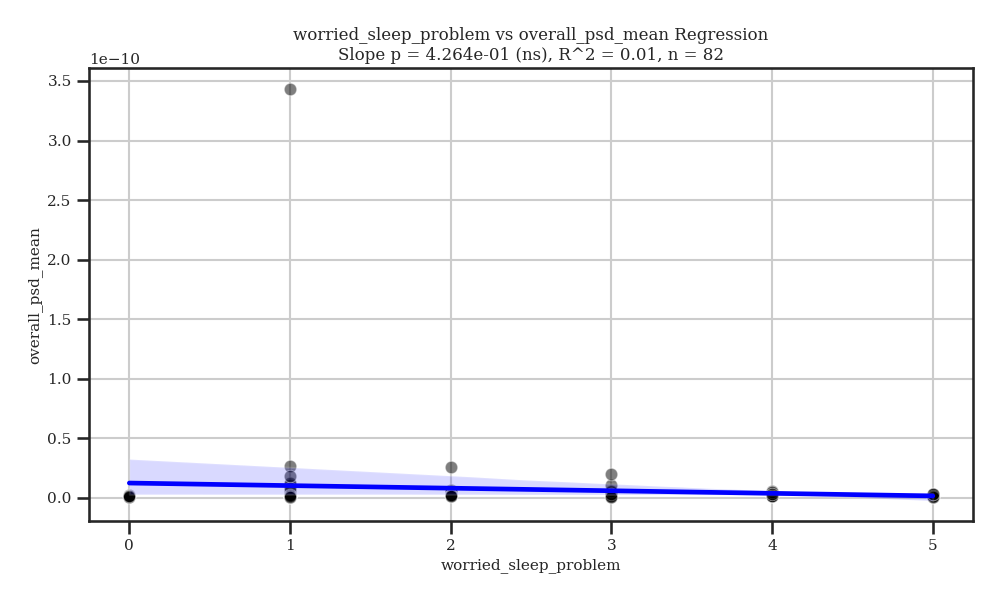 worried_sleep_problem vs overall_psd_mean Regression
Slope p = 4.264e-01 (ns), R^2 = 0.01, n = 82
1e−10
3.5
3.0
2.5
2.0
1.5
1.0
0.5
0.0
overall_psd_mean
0 1 2 3 4 5
worried_sleep_problem